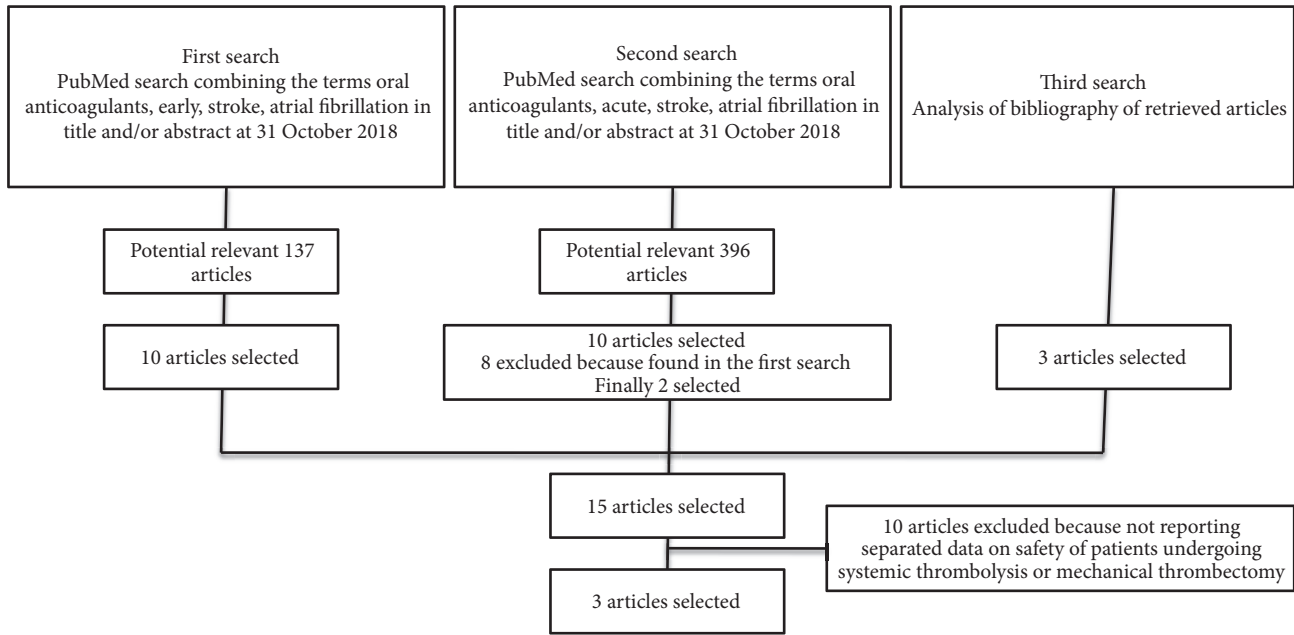 First search
PubMed search combining the terms oral
anticoagulants, early, stroke, atrial fibrillation in
title and/or abstract at 31 October 2018
Second search
PubMed search combining the terms oral
anticoagulants, acute, stroke, atrial fibrillation in
title and/or abstract at 31 October 2018
Third search
Analysis of bibliography of retrieved articles
Potential relevant 137
articles
Potential relevant 396
articles
10 articles selected
10 articles selected
8 excluded because found in the first search
Finally 2 selected
3 articles selected
15 articles selected
10 articles excluded because not reporting
separated data on safety of patients undergoing
systemic thrombolysis or mechanical thrombectomy
3 articles selected